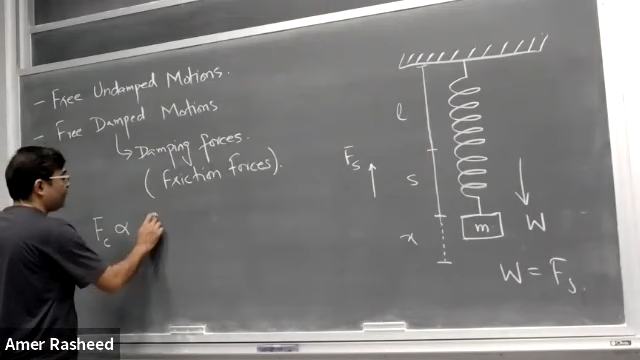 - Free Undamped Motions.
- Free Damped Motions
↳ Damping forces.
(Friction Forces).
F_c ∝
l
s
x
F_s ↑
m
↓ W
W = F_s.
Amer Rasheed